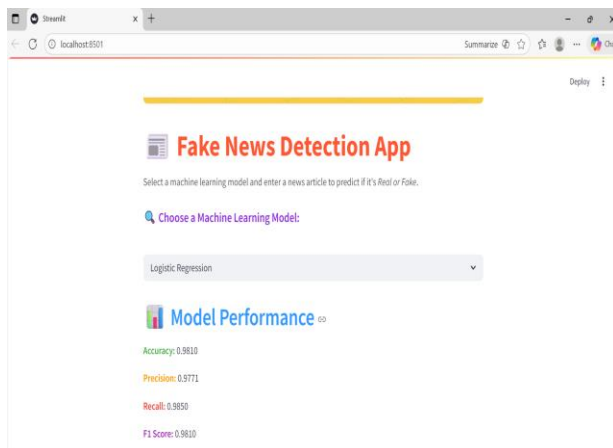 Streamlit
localhost:8501
Summarize
Deploy
Fake News Detection App
Select a machine learning model and enter a news article to predict if it's Real or Fake.
Choose a Machine Learning Model:
Logistic Regression
Model Performance
Accuracy: 0.9810
Precision: 0.9771
Recall: 0.9850
F1 Score: 0.9810